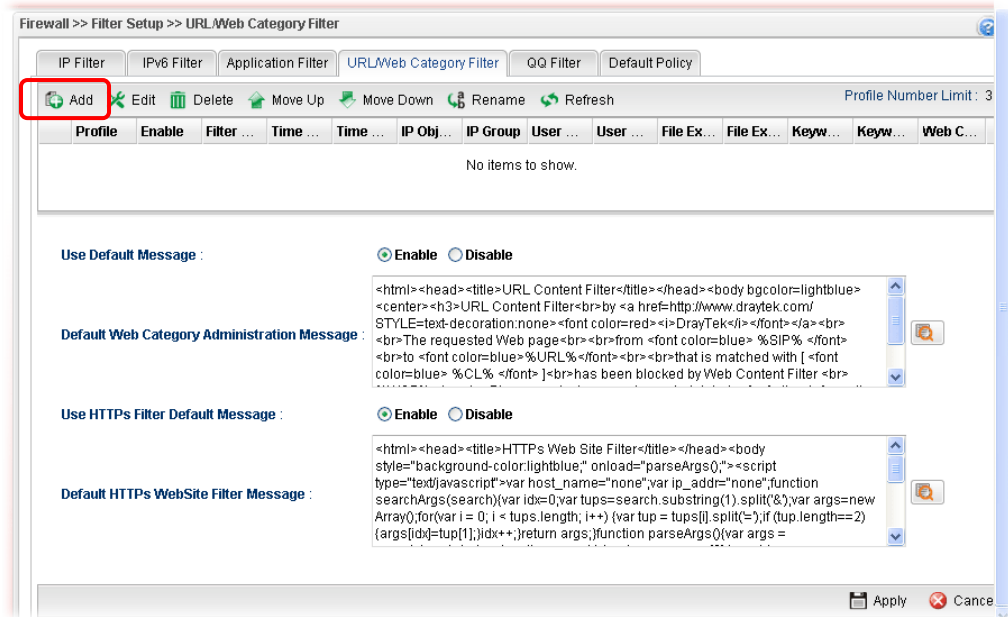 Firewall >> Filter Setup >> URL/Web Category Filter
IP Filter IPv6 Filter Application Filter URL/Web Category Filter QQ Filter Default Policy
Add Edit Delete Move Up Move Down Rename Refresh Profile Number Limit : 3
Profile Enable Filter ... Time ... Time ... IP Obj... IP Group User ... User ... File Ex... File Ex... Keyw... Keyw... Web C...
No items to show.
Use Default Message : Enable Disable
<html><head><title>URL Content Filter</title></head><body bgcolor=lightblue>
<center><h3>URL Content Filter<br>by <a href=http://www.draytek.com/
STYLE=text-decoration:none><font color=red><i>DrayTek</i></font></a><br>
<br>The requested Web page<br><br>from <font color=blue> %SIP% </font>
Default Web Category Administration Message :
<br>to <font color=blue>%URL%</font><br><br>that is matched with [ <font
color=blue> %CL% </font> ]<br>has been blocked by Web Content Filter <br>
Use HTTPs Filter Default Message : Enable Disable
<html><head><title>HTTPs Web Site Filter</title></head><body
style="background-color:lightblue;" onload="parseArgs();"><script
type="text/javascript">var host_name="none";var ip_addr="none";function
Default HTTPs WebSite Filter Message :
searchArgs(search){var idx=0;var tups=search.substring(1).split('&');var args=new
Array();for(var i = 0; i < tups.length; i++) {var tup = tups[i].split('=');if (tup.length==2)
{args[idx]=tup[1];}idx++;}return args;}function parseArgs(){var args =
Apply Cance